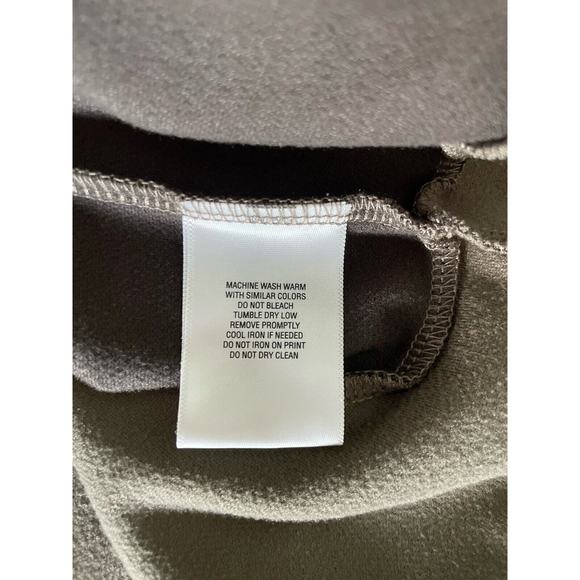 MACHINE WASH WARM
WITH SIMILAR COLORS
DO NOT BLEACH
TUMBLE DRY LOW
REMOVE PROMPTLY
COOL IRON IF NEEDED
DO NOT IRON ON PRINT
DO NOT DRY CLEAN